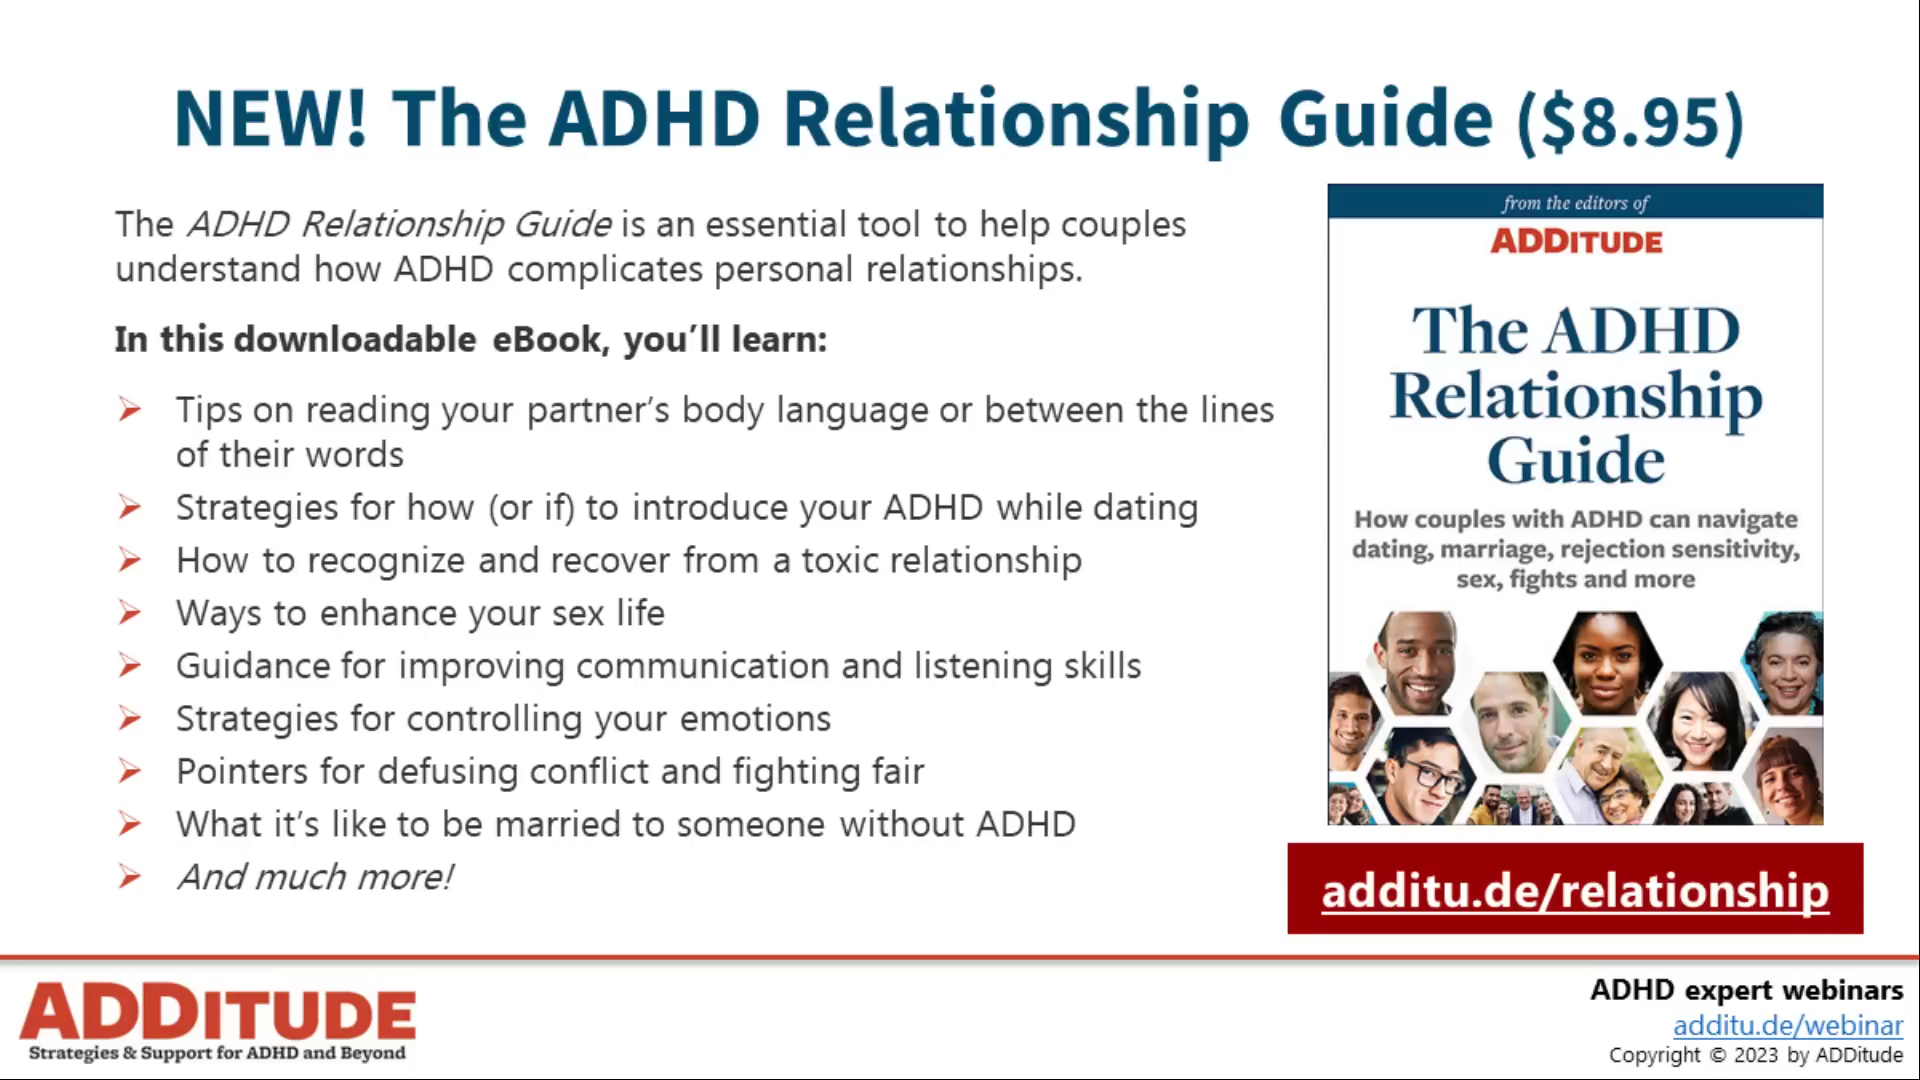 NEW! The ADHD Relationship Guide ($8.95)
The ADHD Relationship Guide is an essential tool to help couples
understand how ADHD complicates personal relationships.
In this downloadable eBook, you’ll learn:
Tips on reading your partner’s body language or between the lines
of their words
Strategies for how (or if) to introduce your ADHD while dating
How to recognize and recover from a toxic relationship
Ways to enhance your sex life
Guidance for improving communication and listening skills
Strategies for controlling your emotions
Pointers for defusing conflict and fighting fair
What it’s like to be married to someone without ADHD
And much more!
from the editors of
ADDITUDE
The ADHD
Relationship
Guide
How couples with ADHD can navigate
dating, marriage, rejection sensitivity,
sex, fights and more
additu.de/relationship
ADDITUDE
Strategies & Support for ADHD and Beyond
ADHD expert webinars
additu.de/webinar
Copyright © 2023 by ADDitude